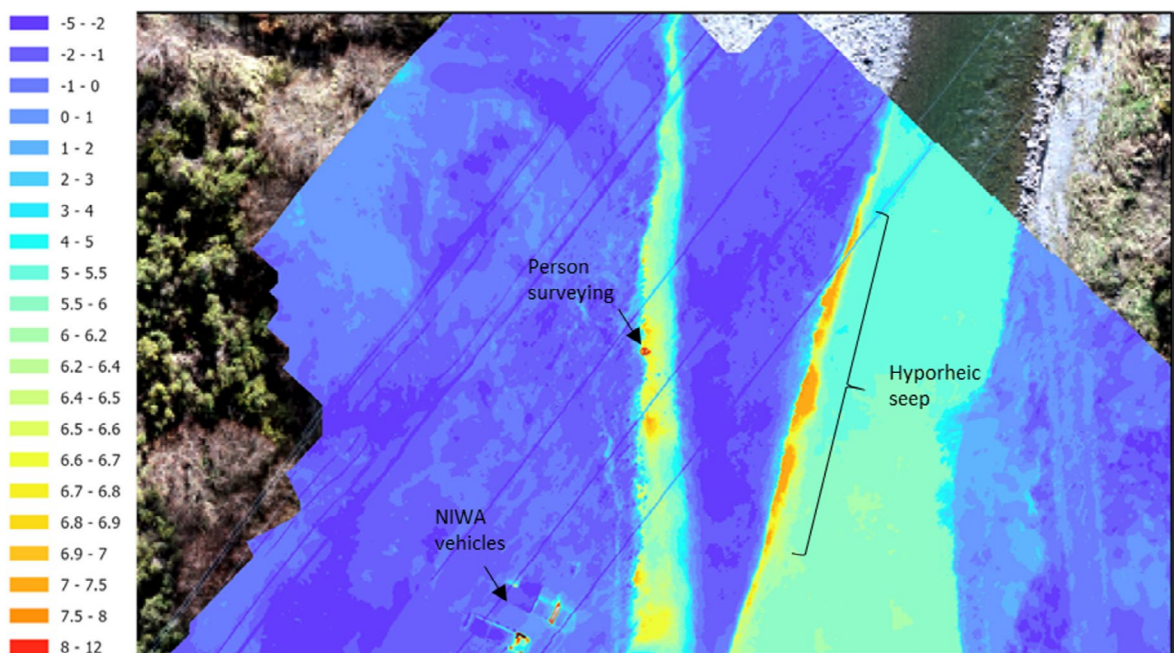 -5 - -2
-2 - -1
-1 - 0
0 - 1
1 - 2
2 - 3
3 - 4
4 - 5
5 - 5.5
5.5 - 6
6 - 6.2
6.2 - 6.4
6.4 - 6.5
6.5 - 6.6
6.6 - 6.7
6.7 - 6.8
6.8 - 6.9
6.9 - 7
7 - 7.5
7.5 - 8
8 - 12
Person
surveying
Hyporheic
seep
NIWA
vehicles